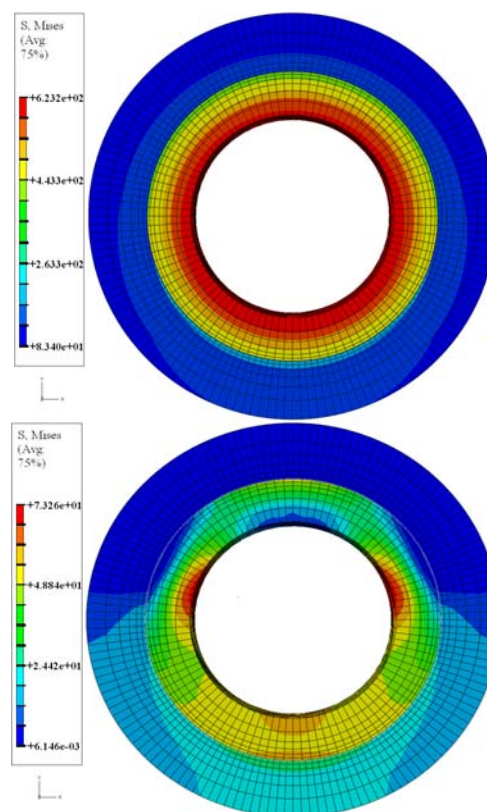 S, Mises
(Avg:
75%)
+6.232e+02
+4.433e+02
+2.633e+02
+8.340e+01
S, Mises
(Avg:
75%)
+7.326e+01
+4.884e+01
+2.442e+01
+6.146e-03